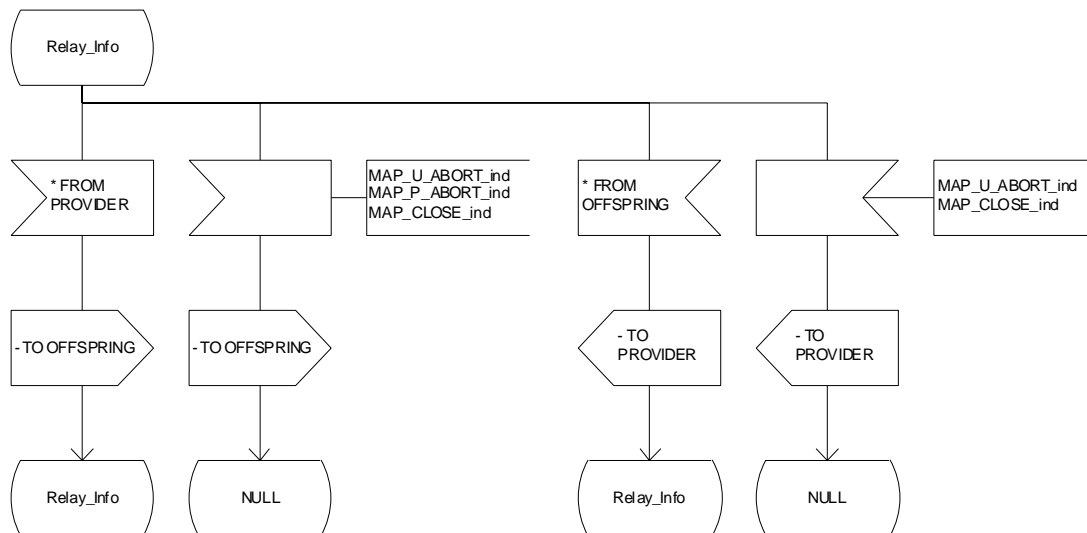 Relay_Info
* FROM
PROVIDER
MAP_U_ABORT_ind
MAP_P_ABORT_ind
MAP_CLOSE_ind
* FROM
OFFSPRING
MAP_U_ABORT_ind
MAP_CLOSE_ind
- TO OFFSPRING
- TO OFFSPRING
- TO
PROVIDER
- TO
PROVIDER
Relay_Info
NULL
Relay_Info
NULL